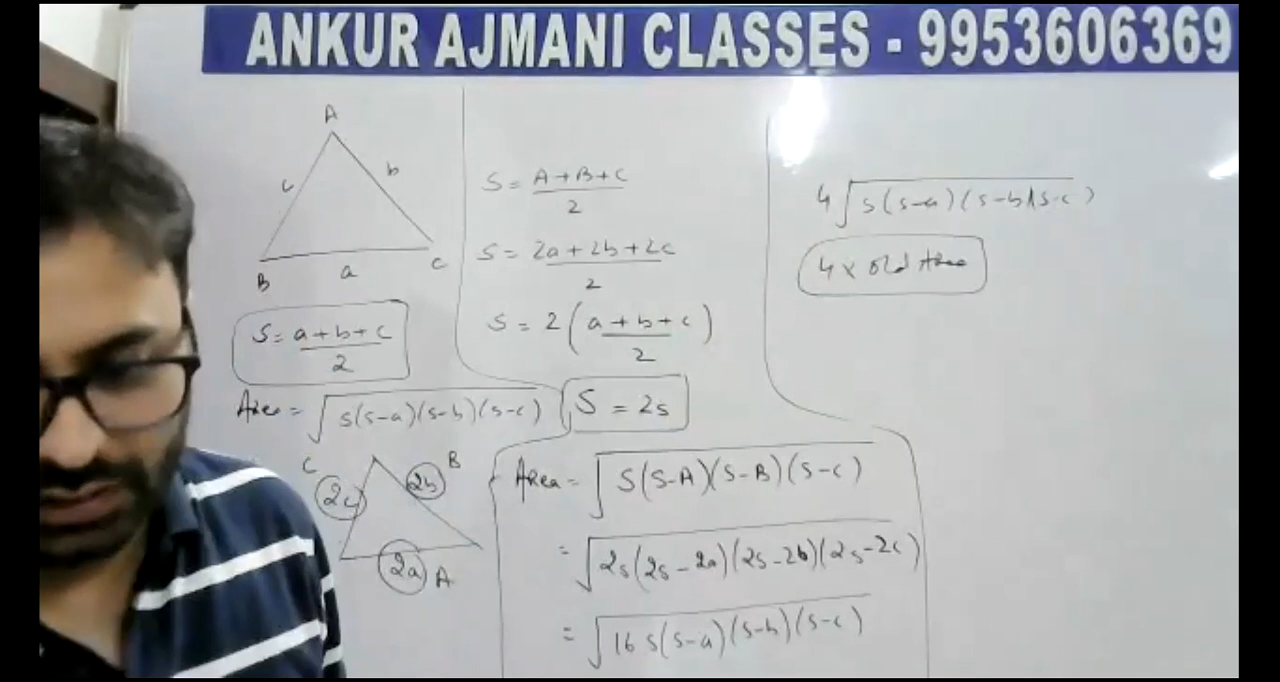 ANKUR AJMANI CLASSES - 9953606369
A
c
b
B
a
C
S = a+b+c / 2
Area = √s(s-a)(s-b)(s-c)
C
B
2c
2b
2a
A
S = A+B+C / 2
S = 2a+2b+2c / 2
S = 2(a+b+c / 2)
S = 2s
Area = √S(S-A)(S-B)(S-C)
= √2s(2s-2a)(2s-2b)(2s-2c)
= √16 s(s-a)(s-b)(s-c)
4√s(s-a)(s-b)(s-c)
4 x Old Area